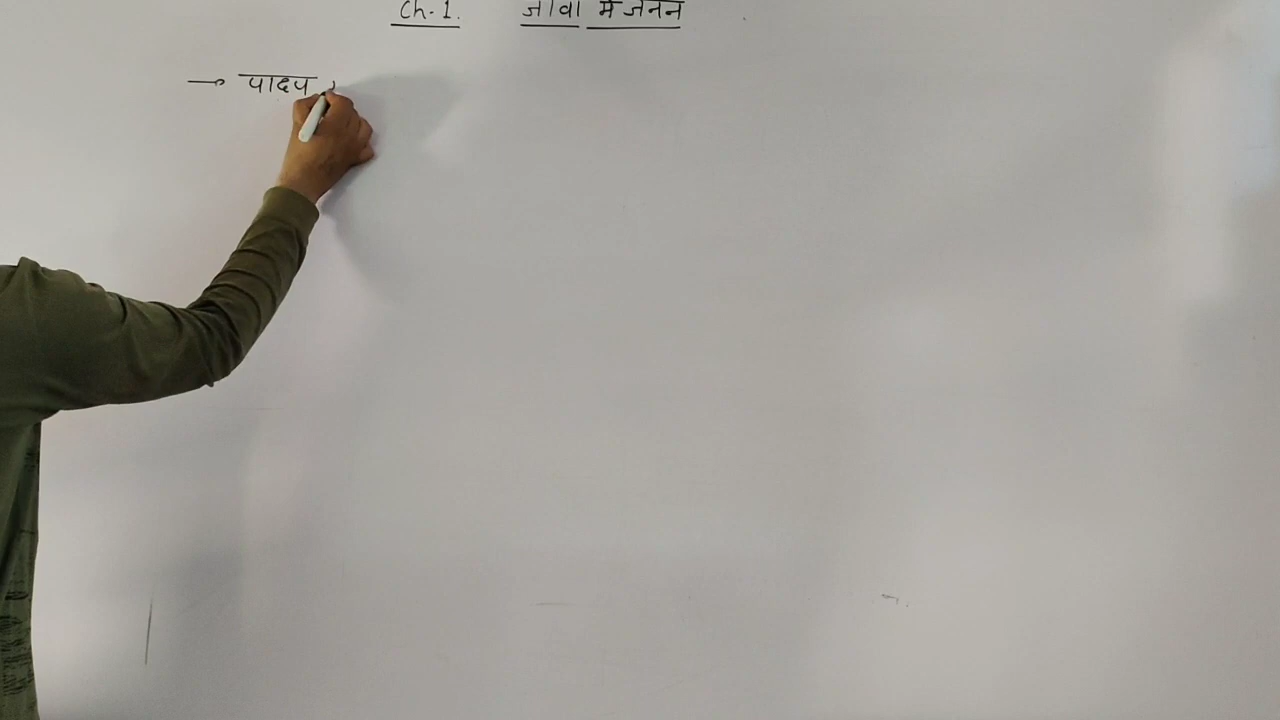 Ch-1. जीवों में जनन
→ पादप